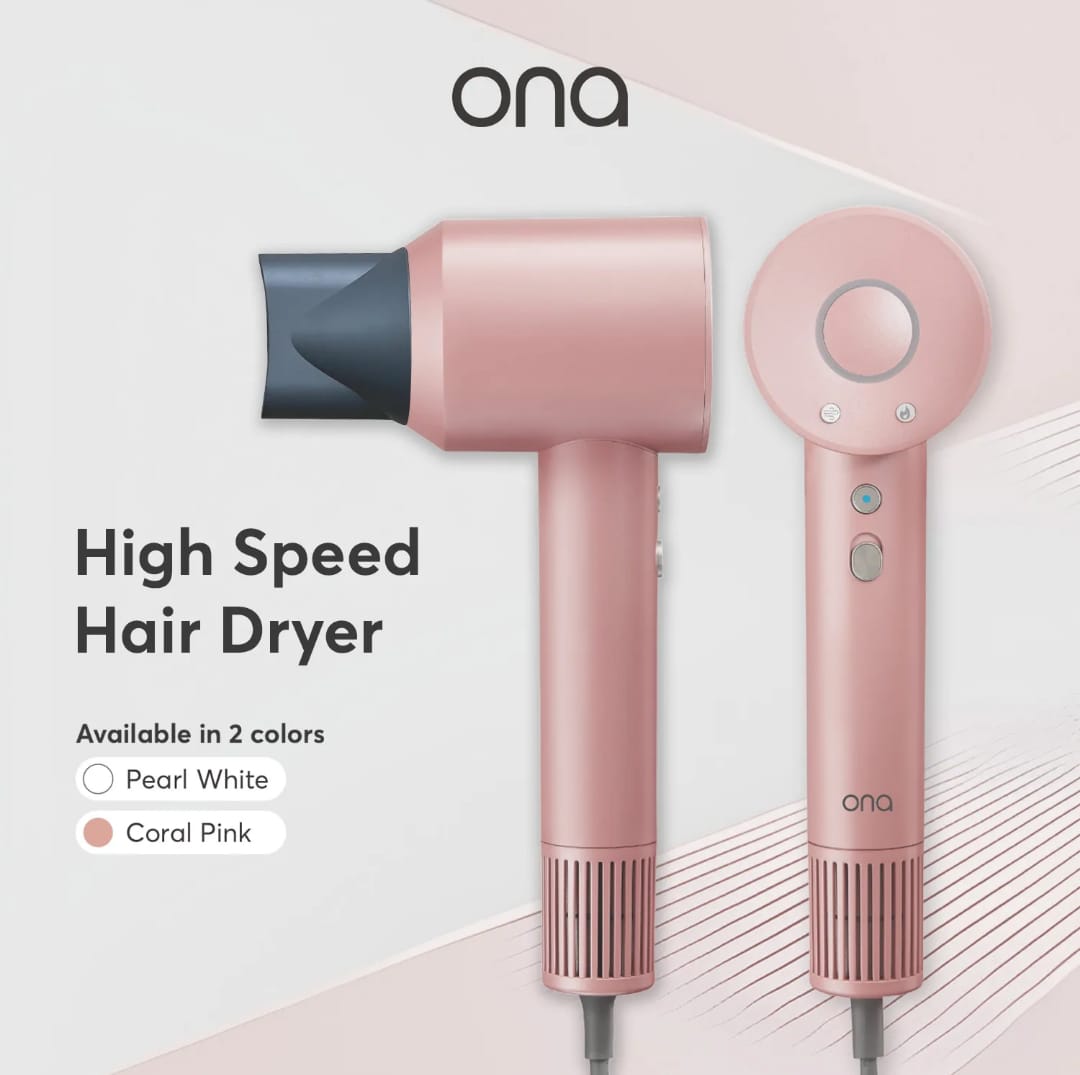 ona
High Speed
Hair Dryer
Available in 2 colors
Pearl White
Coral Pink
ona